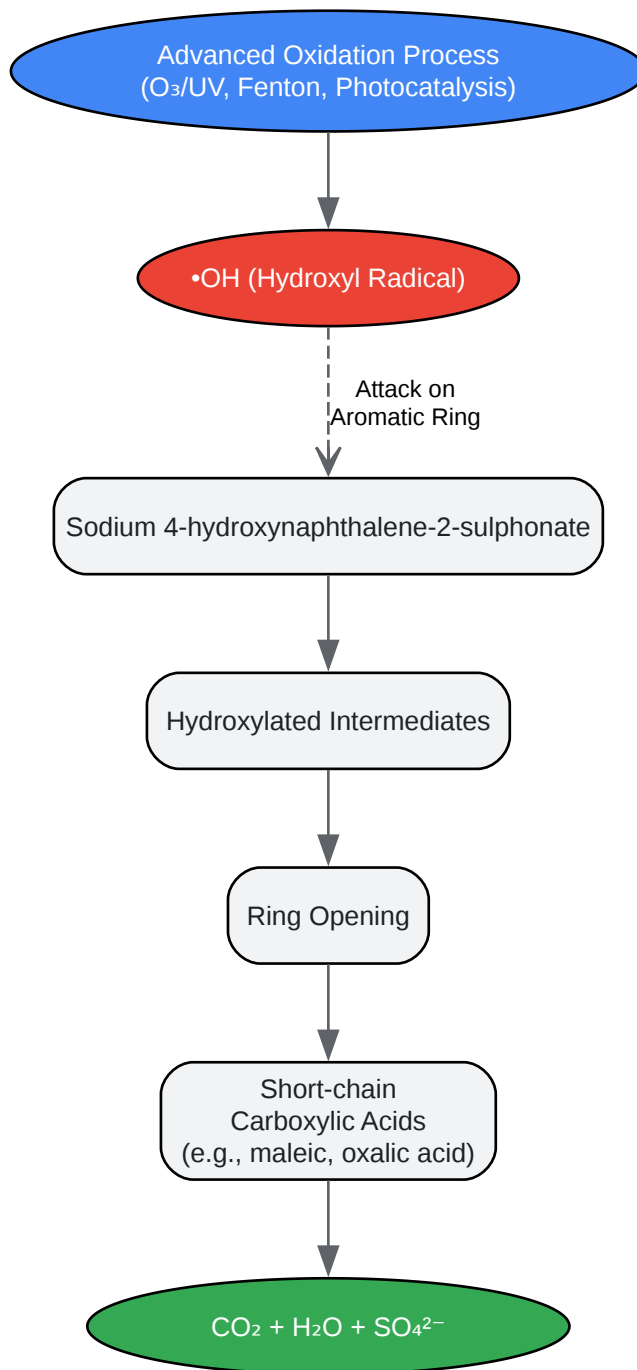 Advanced Oxidation Process
(O₃/UV, Fenton, Photocatalysis)
•OH (Hydroxyl Radical)
Attack on
Aromatic Ring
Sodium 4-hydroxynaphthalene-2-sulphonate
Hydroxylated Intermediates
Ring Opening
Short-chain
Carboxylic Acids
(e.g., maleic, oxalic acid)
CO₂ + H₂O + SO₄²⁻